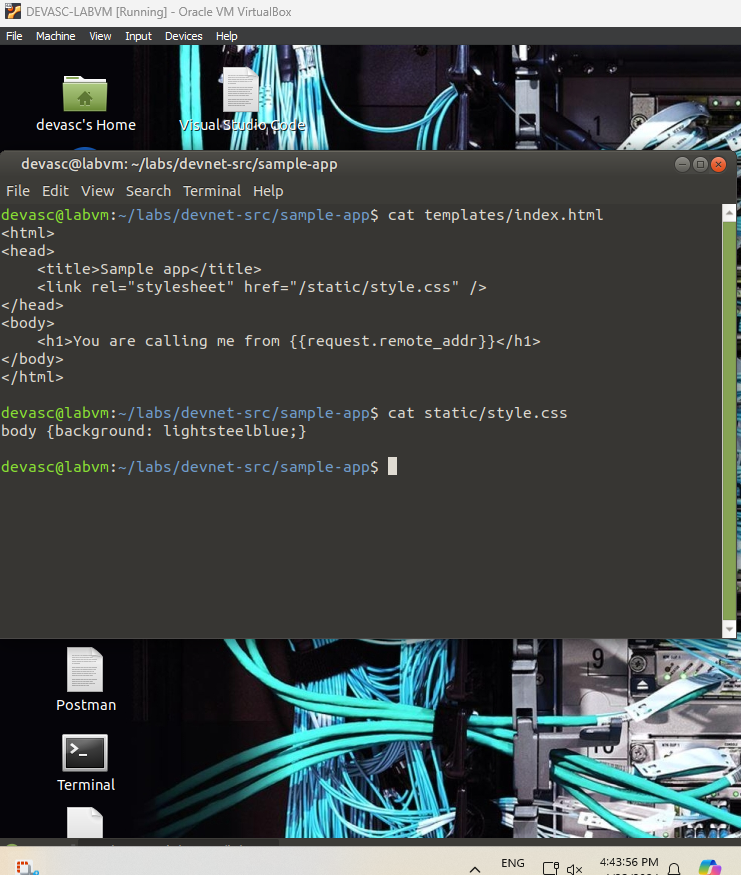 DEVASC-LABVM [Running] - Oracle VM VirtualBox
File Machine View Input Devices Help
devasc's Home
Visual Studio Code
devasc@labvm: ~/labs/devnet-src/sample-app
File Edit View Search Terminal Help
devasc@labvm:~/labs/devnet-src/sample-app$ cat templates/index.html
<html>
<head>
    <title>Sample app</title>
    <link rel="stylesheet" href="/static/style.css" />
</head>
<body>
    <h1>You are calling me from {{request.remote_addr}}</h1>
</body>
</html>
devasc@labvm:~/labs/devnet-src/sample-app$ cat static/style.css
body {background: lightsteelblue;}
devasc@labvm:~/labs/devnet-src/sample-app$
1
9
10
Postman
Terminal
ENG
4:43:56 PM